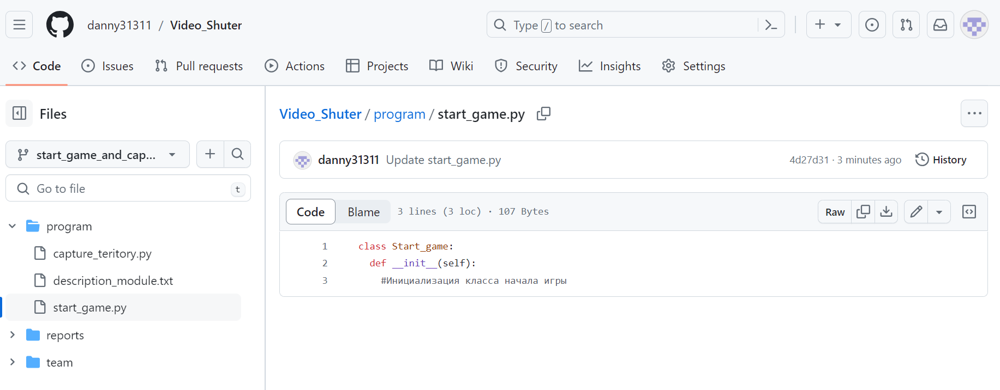 danny31311 / Video_Shuter
Type / to search
Code Issues Pull requests Actions Projects Wiki Security Insights Settings
Files
start_game_and_cap...
Go to file t
program
capture_teritory.py
description_module.txt
start_game.py
reports
team
Video_Shuter / program / start_game.py
danny31311 Update start_game.py 4d27d31 · 3 minutes ago History
Code Blame 3 lines (3 loc) · 107 Bytes Raw
1 class Start_game:
2 def __init__(self):
3 #Инициализация класса начала игры